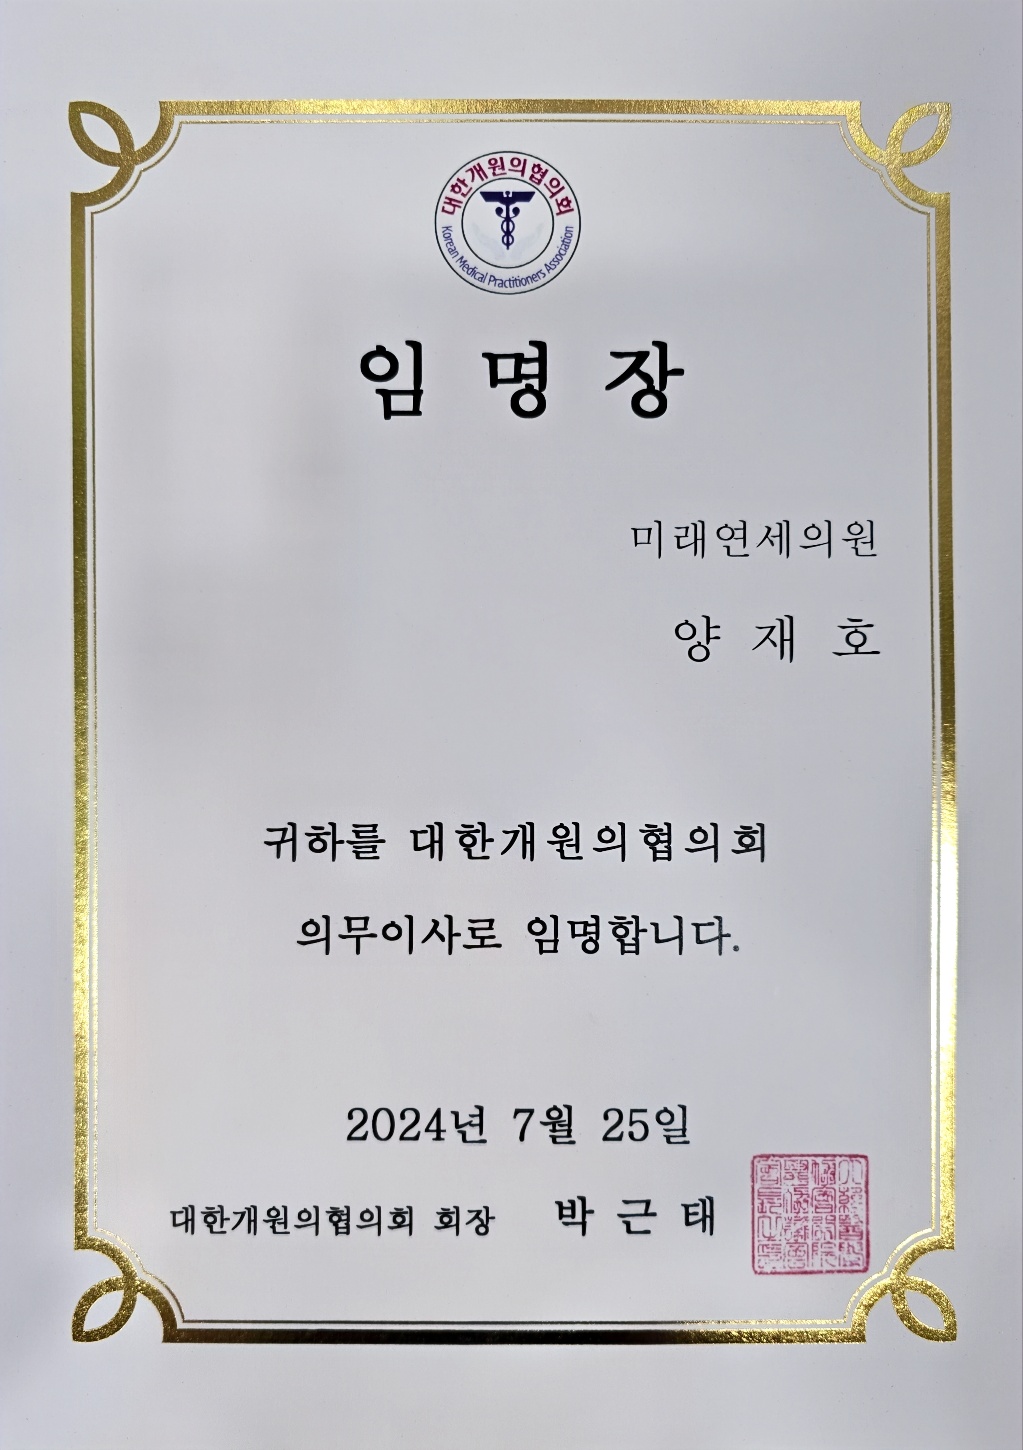 대한개원의협의회
Korean Medical Practitioners Association
임 명 장
미래연세의원
양 재 호
귀하를 대한개원의협의회
의무이사로 임명합니다.
2024년 7월 25일
대한개원의협의회 회장 박 근 태